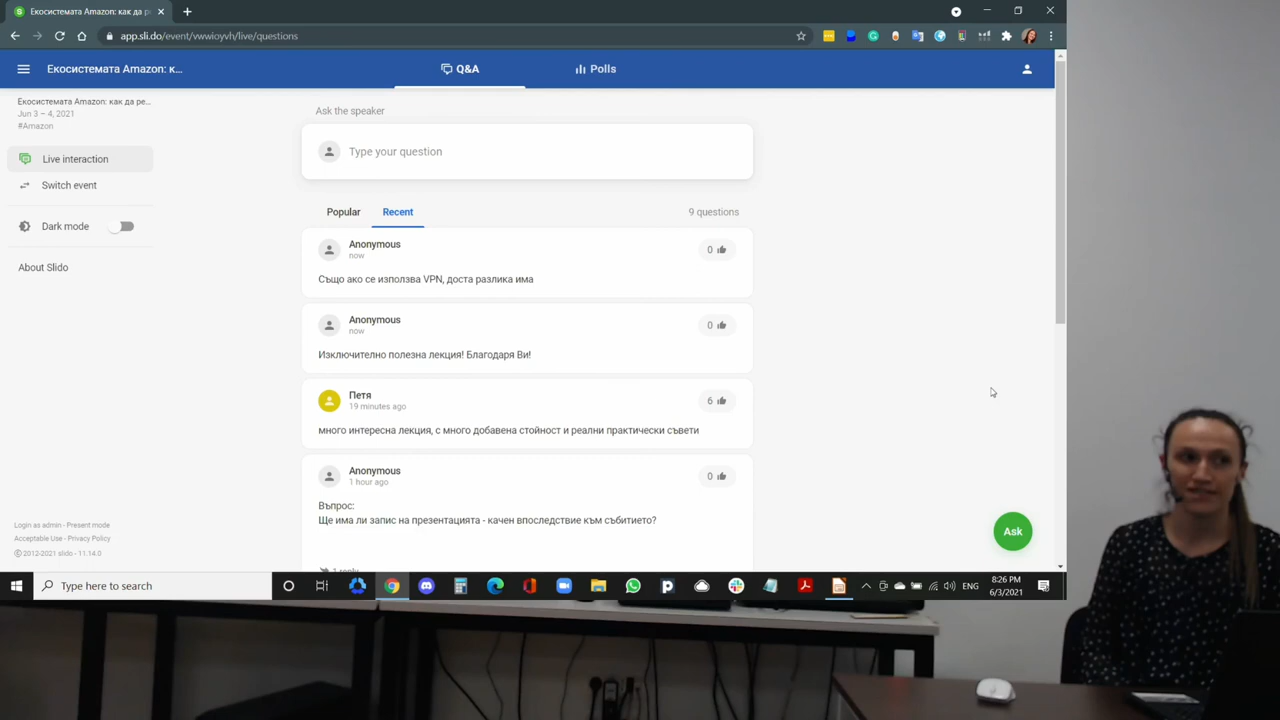 Екосистемата Amazon: как да ре
app.sli.do/event/vwwioyvh/live/questions
Екосистемата Amazon: к...
Q&A
Polls
Екосистемата Amazon: как да ре...
Jun 3 – 4, 2021
#Amazon
Live interaction
Switch event
Dark mode
About Slido
Login as admin - Present mode
Acceptable Use - Privacy Policy
© 2012-2021 slido - 11.14.0
Ask the speaker
Type your question
Popular
Recent
9 questions
Anonymous
now
0
Също ако се използва VPN, доста разлика има
Anonymous
now
0
Изключително полезна лекция! Благодаря Ви!
Петя
19 minutes ago
6
много интересна лекция, с много добавена стойност и реални практически съвети
Anonymous
1 hour ago
0
Въпрос:
Ще има ли запис на презентацията - качен впоследствие към събитието?
1 reply
Ask
Type here to search
ENG
8:26 PM
6/3/2021